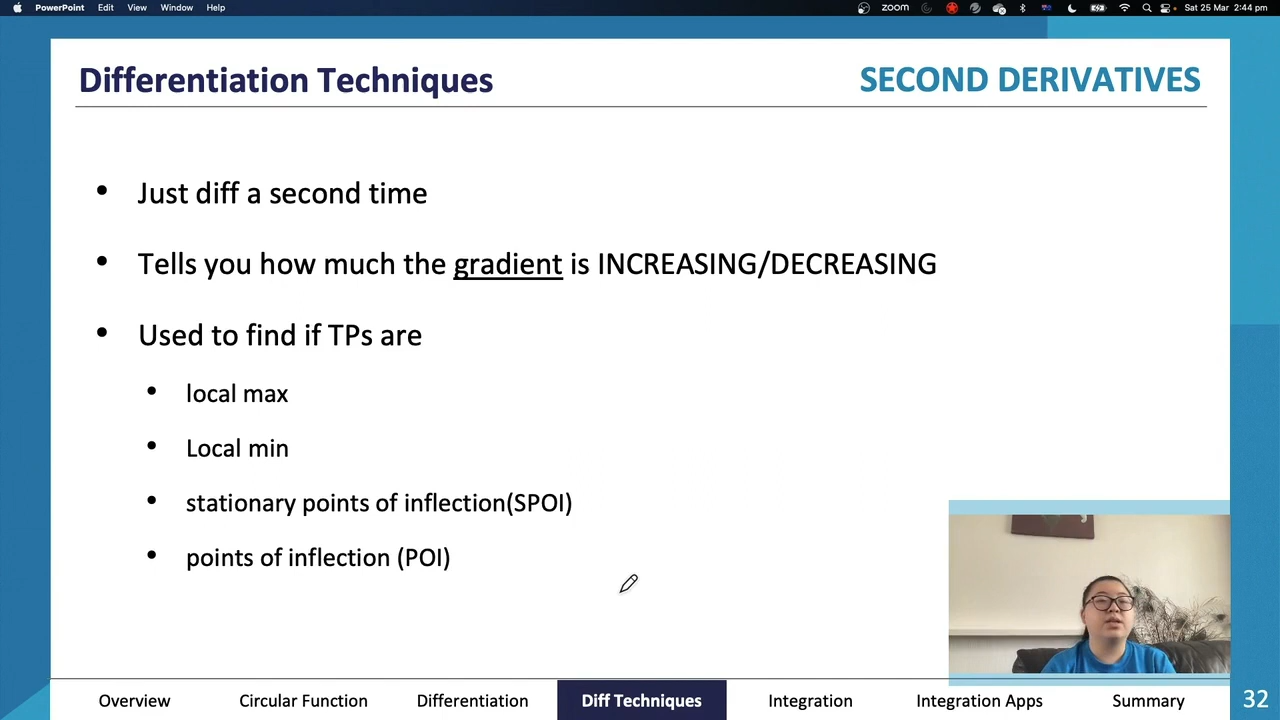 PowerPoint Edit View Window Help zoom Sat 25 Mar 2:44 pm
Differentiation Techniques SECOND DERIVATIVES
• Just diff a second time
• Tells you how much the gradient is INCREASING/DECREASING
• Used to find if TPs are
• local max
• Local min
• stationary points of inflection(SPOI)
• points of inflection (POI)
Overview Circular Function Differentiation Diff Techniques Integration Integration Apps Summary 32